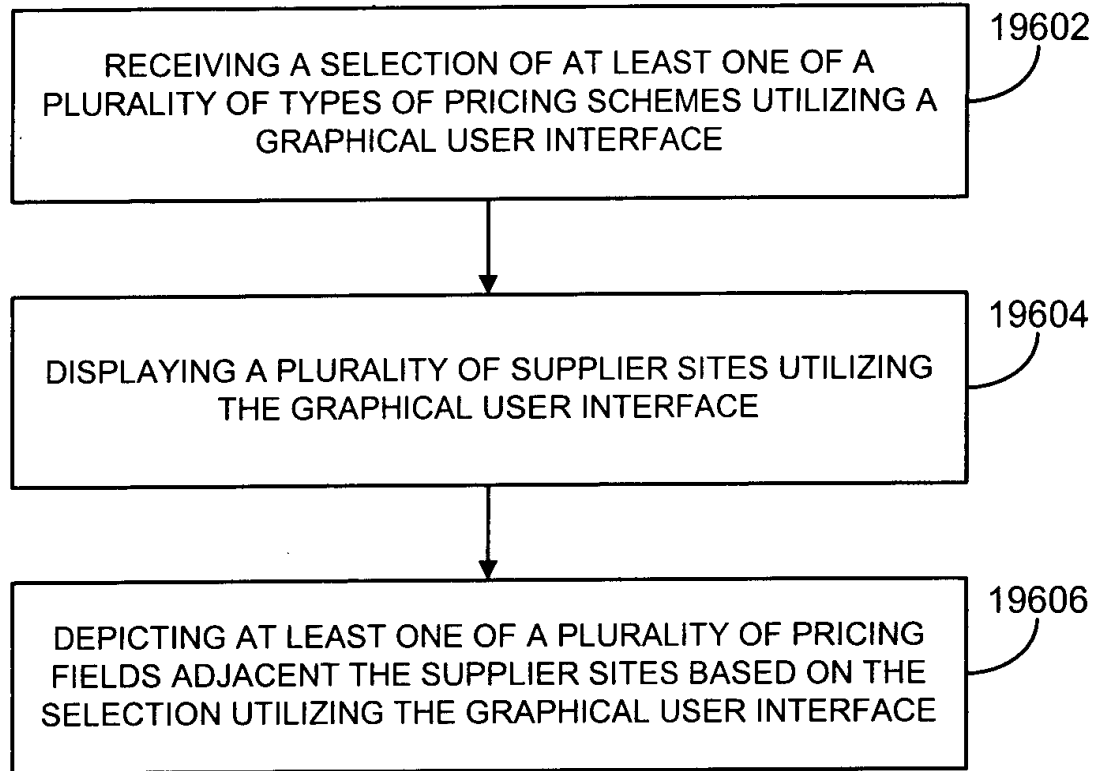 19602
RECEIVING A SELECTION OF AT LEAST ONE OF A
PLURALITY OF TYPES OF PRICING SCHEMES UTILIZING A
GRAPHICAL USER INTERFACE
19604
DISPLAYING A PLURALITY OF SUPPLIER SITES UTILIZING
THE GRAPHICAL USER INTERFACE
19606
DEPICTING AT LEAST ONE OF A PLURALITY OF PRICING
FIELDS ADJACENT THE SUPPLIER SITES BASED ON THE
SELECTION UTILIZING THE GRAPHICAL USER INTERFACE